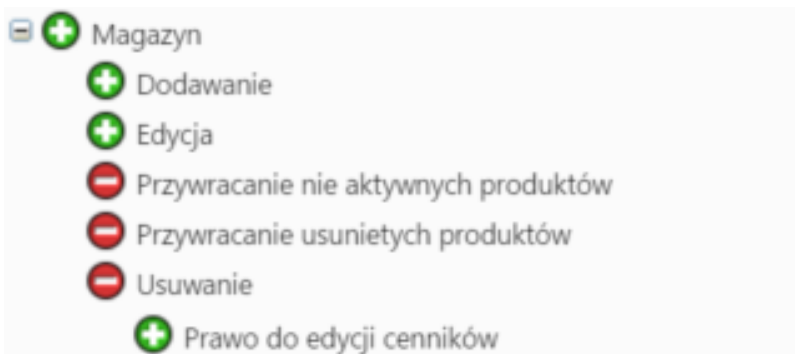 Magazyn
Dodawanie
Edycja
Przywracanie nie aktywnych produktów
Przywracanie usunietych produktów
Usuwanie
Prawo do edycji cenników